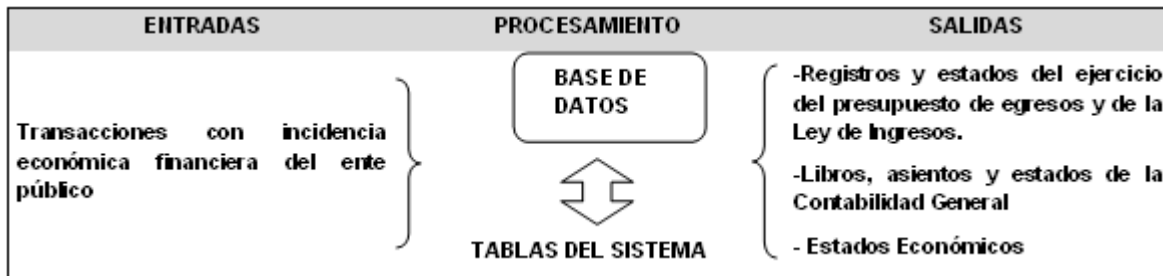 ENTRADAS PROCESAMIENTO SALIDAS
Transacciones con incidencia
económica financiera del ente
público
BASE DE
DATOS
TABLAS DEL SISTEMA
-Registros y estados del ejercicio
del presupuesto de egresos y de la
Ley de Ingresos.
-Libros, asientos y estados de la
Contabilidad General
- Estados Económicos